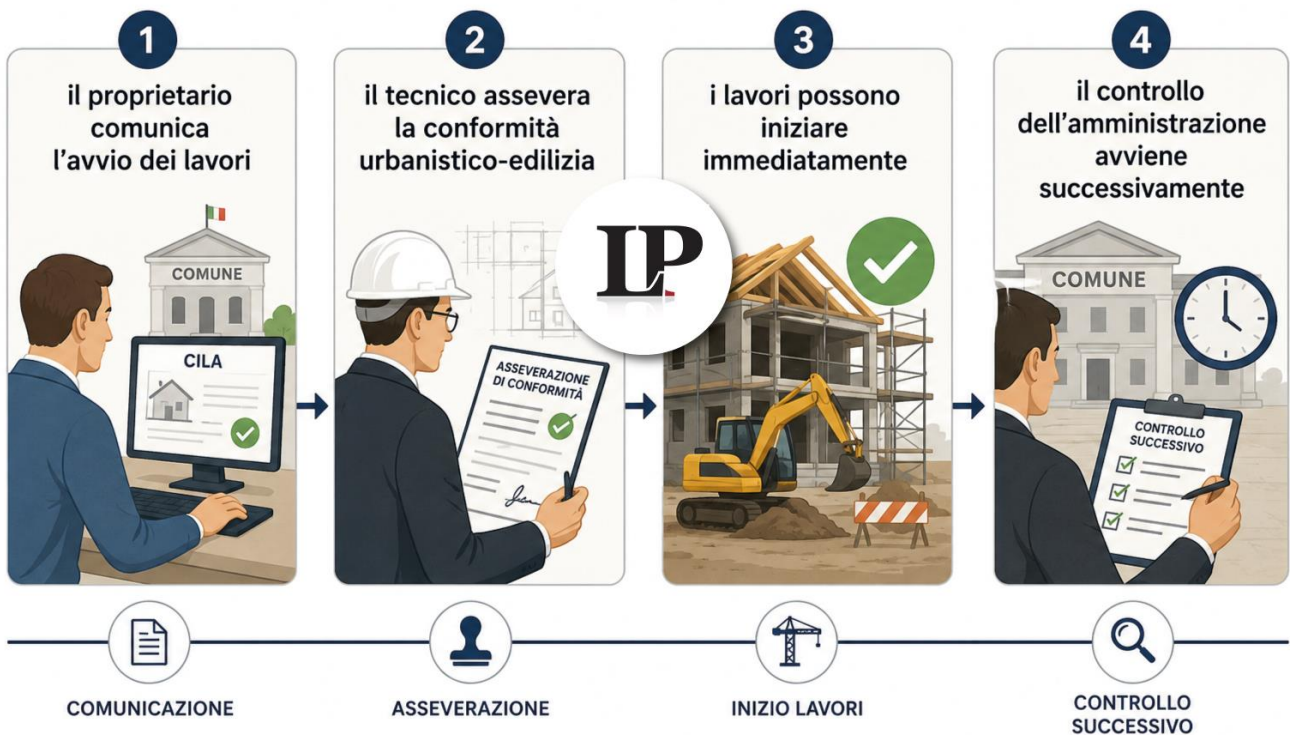 1
il proprietario
comunica
l'avvio dei lavori
COMUNE
CILA
2
il tecnico assevera
la conformità
urbanistico-edilizia
ASSEVERAZIONE
DI CONFORMITÀ
LP
3
i lavori possono
iniziare
immediatamente
4
il controllo
dell'amministrazione
avviene
successivamente
COMUNE
CONTROLLO
SUCCESSIVO
COMUNICAZIONE
ASSEVERAZIONE
INIZIO LAVORI
CONTROLLO
SUCCESSIVO